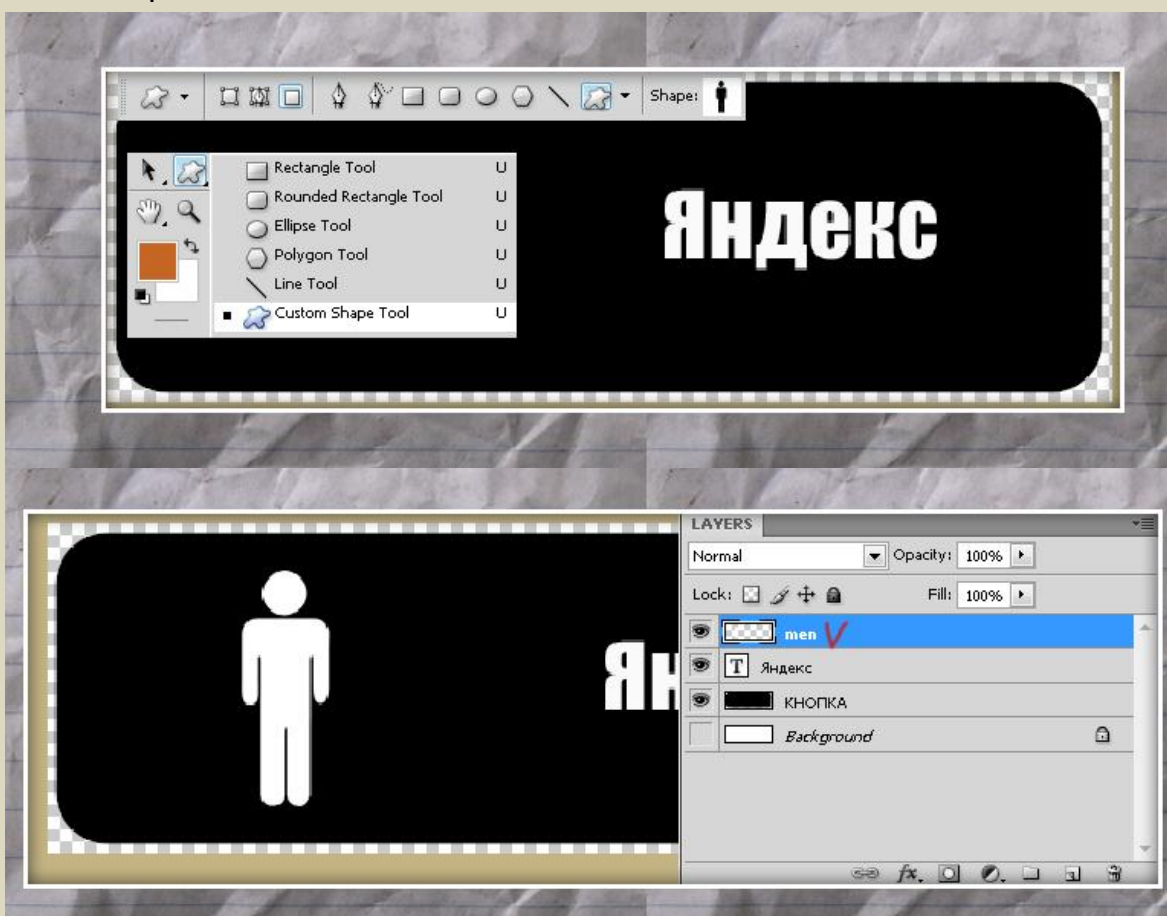 Shape:
Rectangle Tool U
Rounded Rectangle Tool U
Ellipse Tool U
Polygon Tool U
Line Tool U
Custom Shape Tool U
Яндекс
LAYERS
Normal Opacity: 100%
Lock: Fill: 100%
men V
T Яндекс
КНОПКА
Background
Ян
fx.